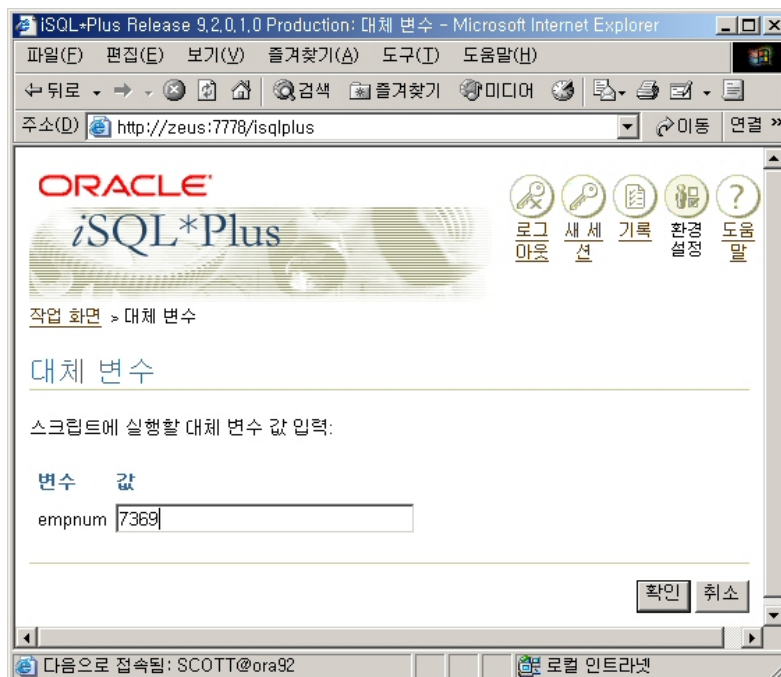 iSQL*Plus Release 9.2.0.1.0 Production: 대체 변수 - Microsoft Internet Explorer
파일(F) 편집(E) 보기(V) 즐겨찾기(A) 도구(T) 도움말(H)
뒤로 검색 즐겨찾기 미디어
주소(D) http://zeus:7778/isqlplus 이동 연결 »
ORACLE
iSQL*Plus
로그아웃 새 세션 기록 환경설정 도움말
작업 화면 > 대체 변수
대체 변수
스크립트에 실행할 대체 변수 값 입력:
변수 값
empnum 7369
확인 취소
다음으로 접속됨: SCOTT@ora92 로컬 인트라넷